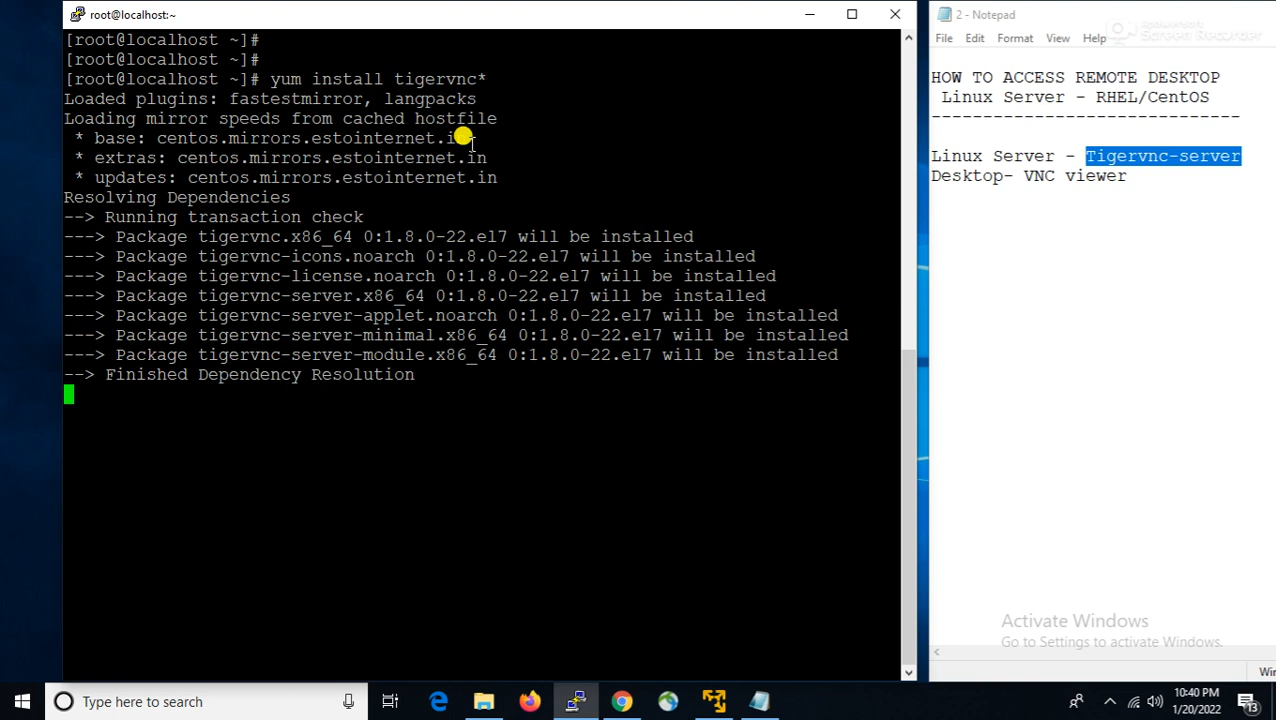 root@localhost:~
[root@localhost ~]#
[root@localhost ~]#
[root@localhost ~]# yum install tigervnc*
Loaded plugins: fastestmirror, langpacks
Loading mirror speeds from cached hostfile
* base: centos.mirrors.estointernet.in
* extras: centos.mirrors.estointernet.in
* updates: centos.mirrors.estointernet.in
Resolving Dependencies
--> Running transaction check
---> Package tigervnc.x86_64 0:1.8.0-22.el7 will be installed
---> Package tigervnc-icons.noarch 0:1.8.0-22.el7 will be installed
---> Package tigervnc-license.noarch 0:1.8.0-22.el7 will be installed
---> Package tigervnc-server.x86_64 0:1.8.0-22.el7 will be installed
---> Package tigervnc-server-applet.noarch 0:1.8.0-22.el7 will be installed
---> Package tigervnc-server-minimal.x86_64 0:1.8.0-22.el7 will be installed
---> Package tigervnc-server-module.x86_64 0:1.8.0-22.el7 will be installed
--> Finished Dependency Resolution
2 - Notepad
File Edit Format View Help
Apowersoft
Screen Recorder
HOW TO ACCESS REMOTE DESKTOP
Linux Server - RHEL/CentOS
------------------------------
Linux Server - Tigervnc-server
Desktop- VNC viewer
Activate Windows
Go to Settings to activate Windows.
Win
Type here to search
10:40 PM
1/20/2022
13